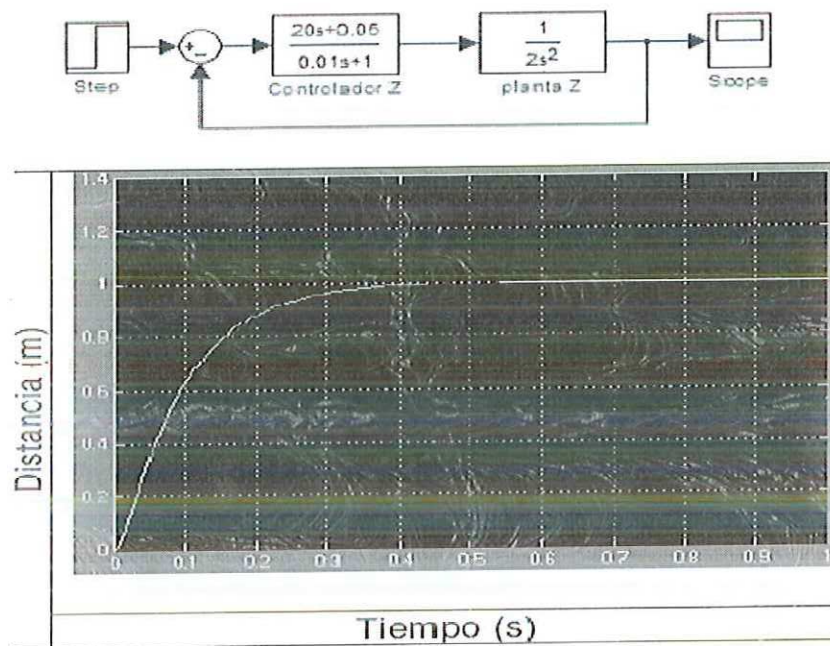 20s+0.05
0.01s+1
1
2s²
+
-
Step
Controlador Z
planta Z
Scope
Distancia (m)
1.4
1.2
1
0.8
0.6
0.4
0.2
0
0 0.1 0.2 0.3 0.4 0.5 0.6 0.7 0.8 0.9 1
Tiempo (s)